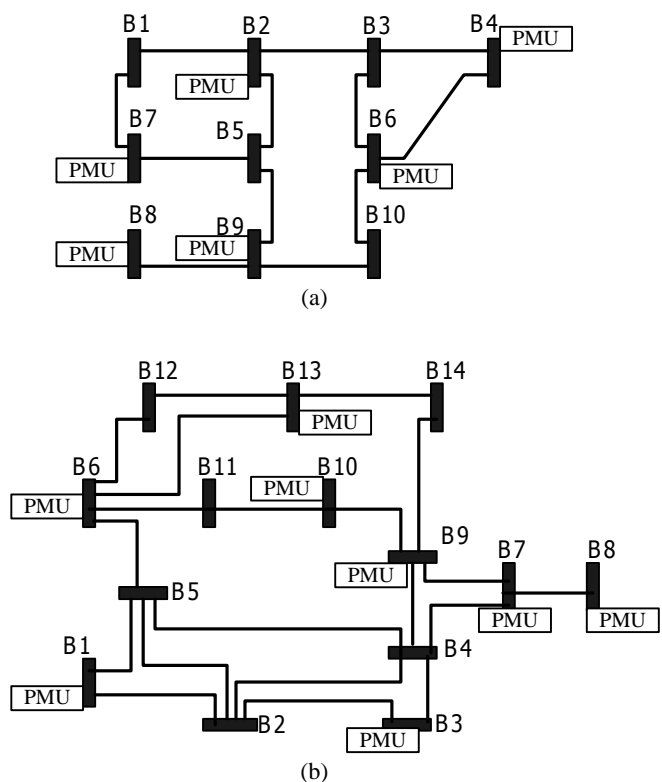 B1 B2 B3 B4
PMU
PMU
B7 B5 B6
PMU
PMU
B8 B9 B10
PMU PMU
(a)
B12 B13 B14
PMU
B6 B11 B10
PMU
PMU
B9 B7 B8
PMU
B5
PMU PMU
B1 B4
PMU
B2 B3
PMU
(b)